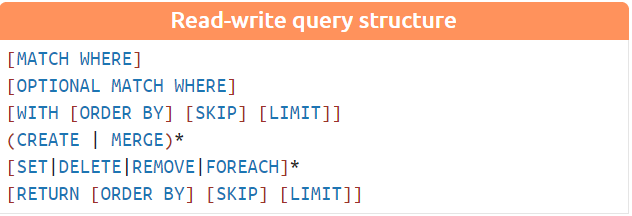 Read-write query structure
[MATCH WHERE]
[OPTIONAL MATCH WHERE]
[WITH [ORDER BY] [SKIP] [LIMIT]]
(CREATE | MERGE)*
[SET|DELETE|REMOVE|FOREACH]*
[RETURN [ORDER BY] [SKIP] [LIMIT]]